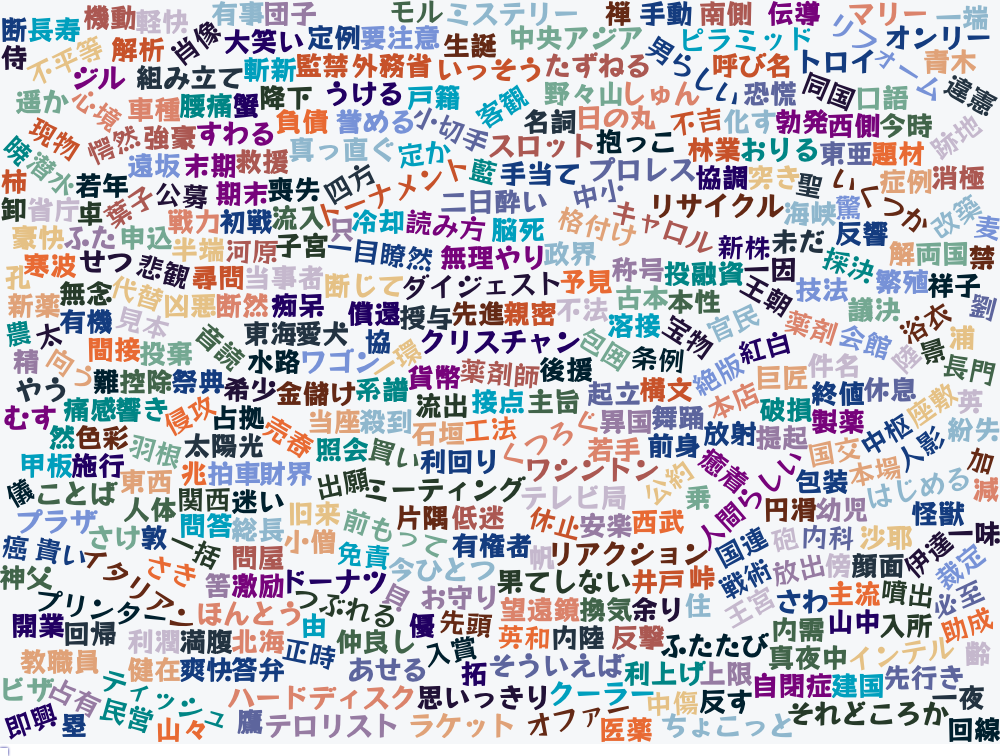 機動 軽快 有事 団子 モル ミステリー 禅 手動 南側 伝導 マリー 一端
断 長寿 解析 肖像 大笑い 定例 要注意 生誕 中央アジア 男らしい ピラミッド リフォーム オンリー
侍 不平等 ジル 組み立て 斬新 監禁 外務省 いっそう たずねる 呼び名 トロイ 青木
遥か 心境 車種 腰痛 蟹 降下 うける 戸籍 客観 野々山 しゅん 恐慌 同国 口語 違憲
現物 愕然 強豪 すわる 負債 誉める 小切手 名詞 日の丸 不吉 化す 勃発 西側 今時 跡地
暁 潜水 遠坂 末期 救援 真っ直ぐ 定か スロット 抱っこ 林業 おりる 東亜 題材
柿 若年 葉子 公募 期末 喪失 四方 トーナメント 藍 手当て プロレス 協調 突き 聖 いくつか 症例 消極
卸 省庁 卓 戦力 初戦 流入 只 冷却 読み方 二日酔い 中小 キャロル リサイクル 海峡 驚 改築 麦
豪快 ふた 申込 半端 河原 子宮 一目瞭然 無理やり 脳死 政界 格付け 新株 未だ 反響 解 両国 禁
孔 寒波 せつ 悲観 尋問 当事者 断じて ダイジェスト 予見 称号 投融資 一因 採決 技法 繁殖 祥子
新薬 無念 代替 凶悪 断然 痴呆 償還 授与 先進 親密 不法 古本 本性 王朝 議決 劉
農 太 有機 見本 音読 東海 愛犬 協 クリスチャン 包囲 溶接 宝物 官民 薬剤 会館 浴衣 浦
精 向う 間接 投棄 水路 ワゴン 一環 貨幣 薬剤師 後援 条例 絶版 紅白 件名 陸 景 長門
やう 難 控除 祭典 希少 金儲け 系譜 流出 接点 主旨 起立 構文 本店 巨匠 終値 休息
むす 痛感 響き 侵攻 占拠 当座 殺到 石垣 工法 くつろぐ 異国 舞踊 破損 製薬 座敷 英
然 色彩 羽根 太陽光 売春 照会 買い 利回り 若手 前身 放射 提起 国交 中枢 人影 紛失
甲板 施行 東西 兆 拍車 財界 出願 ミーティング ワシントン 公約 癒着 人間らしい 包装 本場 はじめる 加 減
儀 ことば 人体 関西 迷い 旧来 前もって 片隅 低迷 テレビ局 乗 円滑 幼児 怪獣
プラザ さけ 敦 一括 問答 総長 小僧 免責 有権者 休止 安楽 西武 国連 砲 内科 沙耶 伊達 一味
癌 貴い イタリアン さき 問屋 今ひとつ 帆 リアクション 戦術 放出 傍 顔面 裁定
神父 プリンター 筈 激励 ドーナツ つぶれる 貝 お守り 果てしない 井戸 峠 王宮 さわ 主流 噴出 必至
開業 回帰 ほんとう 由 優 先頭 望遠鏡 換気 余り 住 内需 山中 入所 助成
利潤 満腹 北海 正時 仲良し 入賞 英和 内陸 反撃 ふたたび 真夜中 インテル 齢
教職員 健在 爽快 答弁 あせる 拓 そういえば 利上げ 上限 自閉症 建国 先行き
ビザ 占有 ティッシュ ハードディスク 思いっきり クーラー 中傷 反す 一夜
即興 塁 民営 山々 鷹 テロリスト ラケット オファー 医薬 ちょこっと それどころか 回線